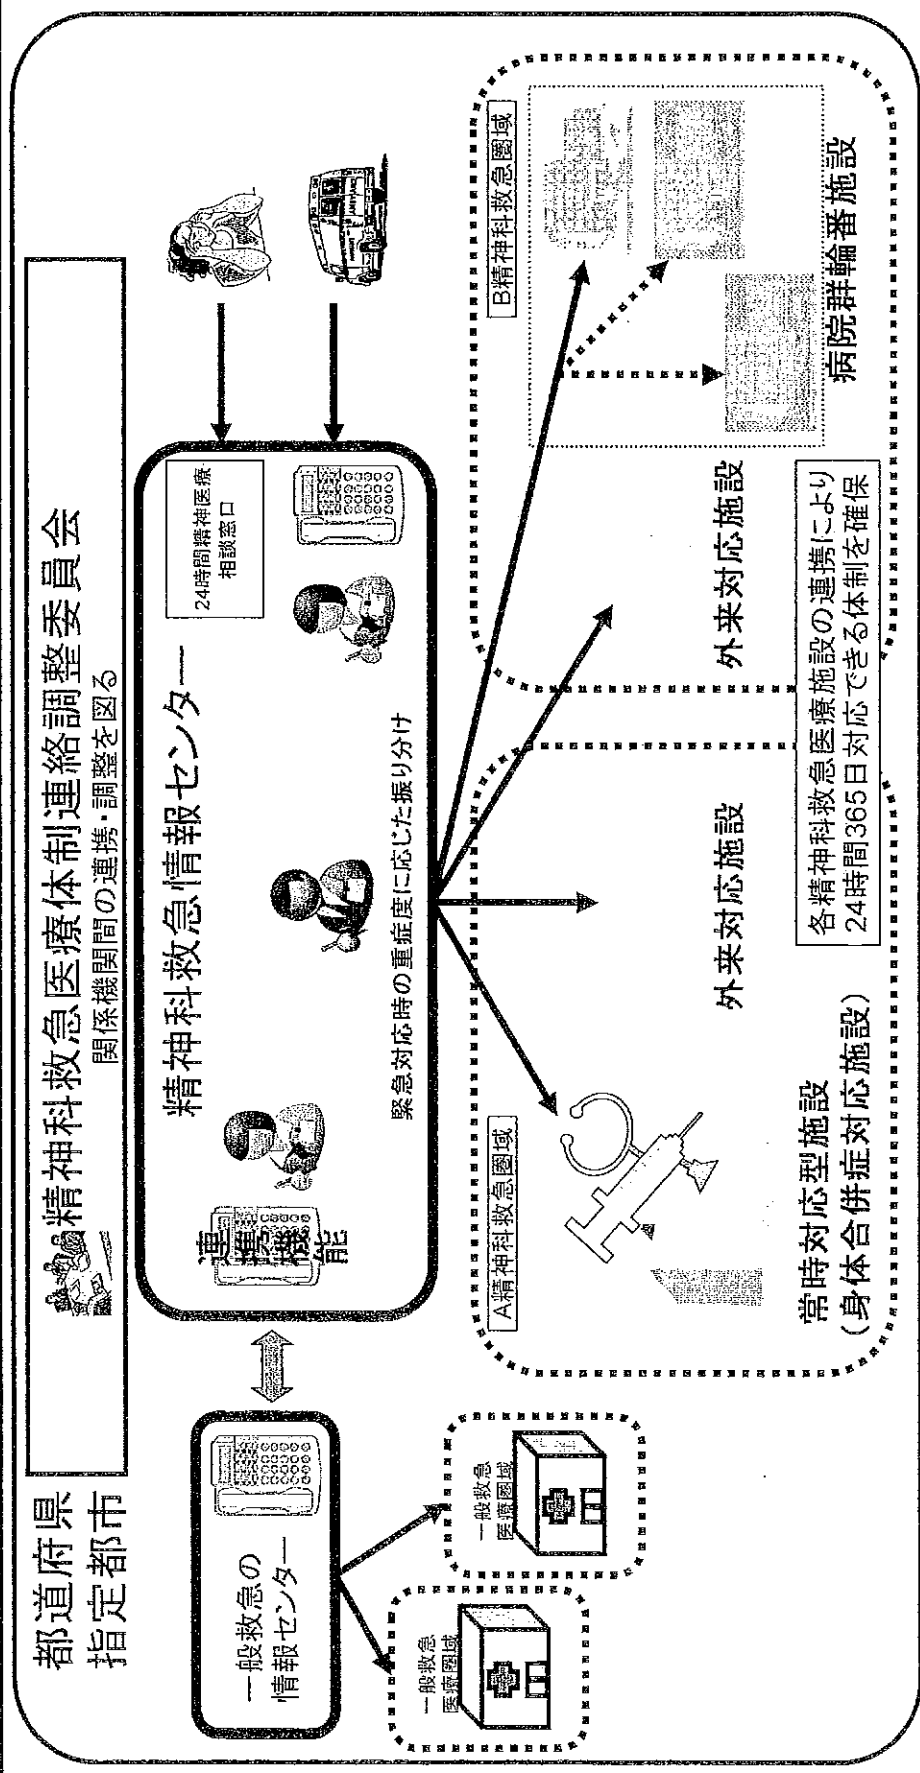 都道府県
指定都市
精神科救急医療体制連絡調整委員会
関係機関間の連携・調整を図る
一般救急の
情報センター
一般救急
医療圏域
一般救急
医療圏域
精神科救急情報センター
連携機能
24時間精神医療
相談窓口
緊急対応時の重症度に応じた振り分け
A精神科救急圏域
常時対応型施設
(身体合併症対応施設)
外来対応施設
B精神科救急圏域
外来対応施設
病院群輪番施設
各精神科救急医療施設の連携により
24時間365日対応できる体制を確保